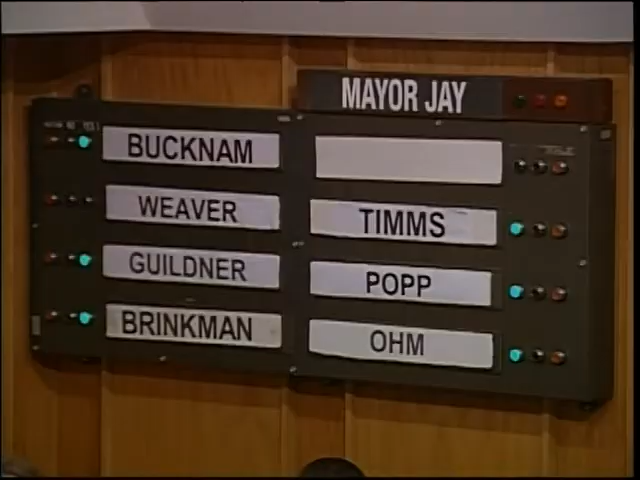 MAYOR JAY
BUCKNAM
WEAVER
TIMMS
GUILDNER
POPP
BRINKMAN
OHM